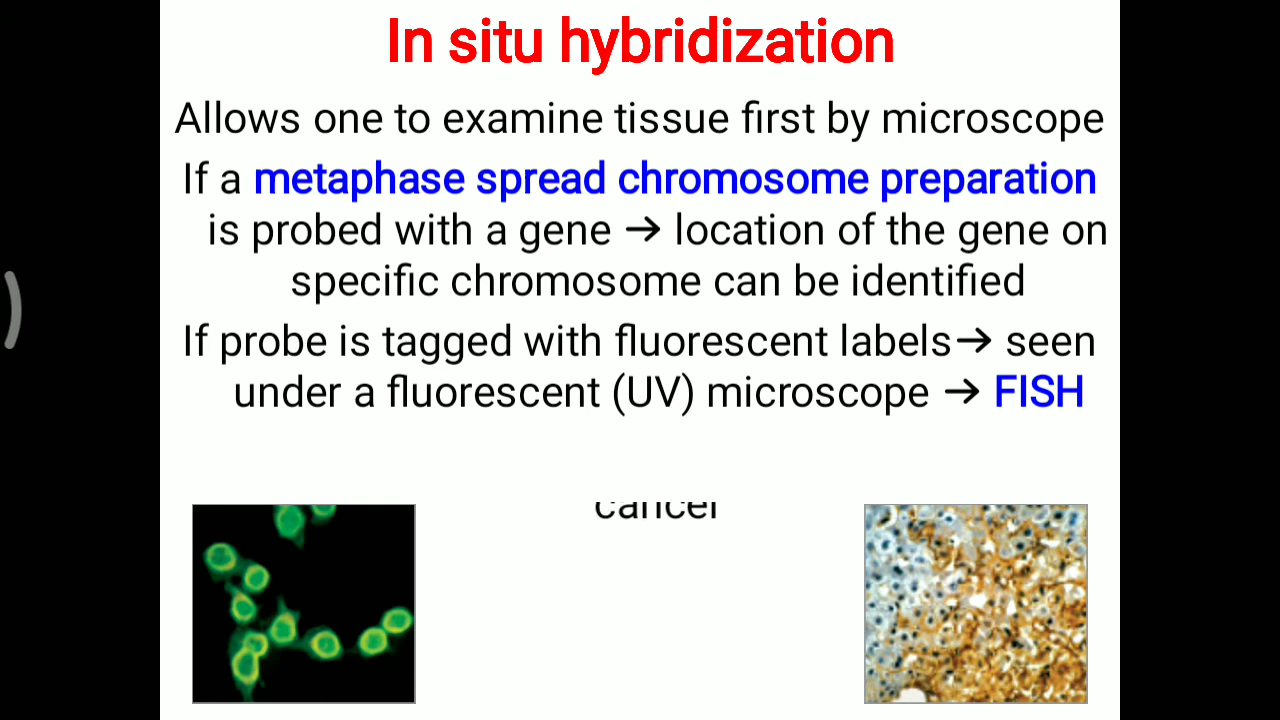 In situ hybridization
Allows one to examine tissue first by microscope
If a metaphase spread chromosome preparation
is probed with a gene → location of the gene on
specific chromosome can be identified
If probe is tagged with fluorescent labels→ seen
under a fluorescent (UV) microscope → FISH
cancer